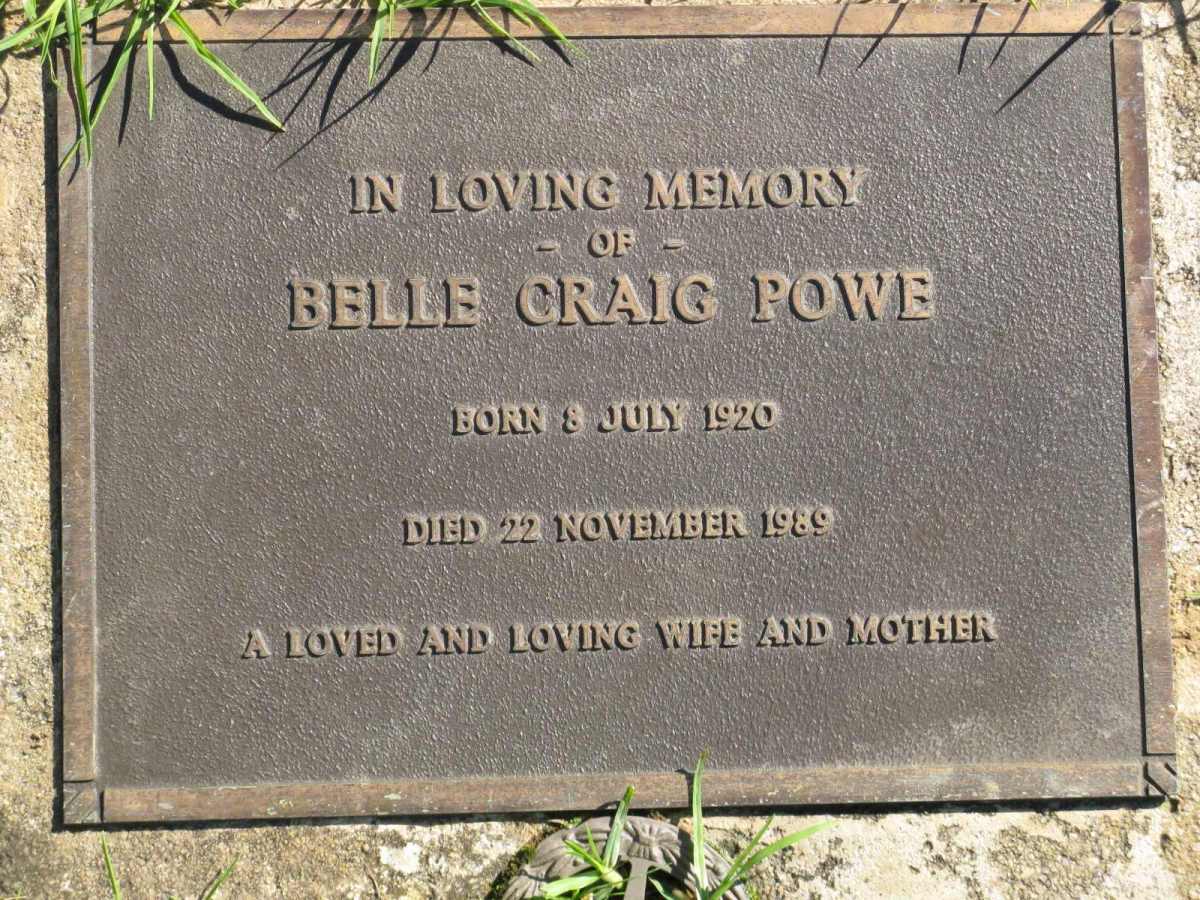 IN LOVING MEMORY
- OF -
BELLE CRAIG POWE
BORN 8 JULY 1920
DIED 22 NOVEMBER 1989
A LOVED AND LOVING WIFE AND MOTHER